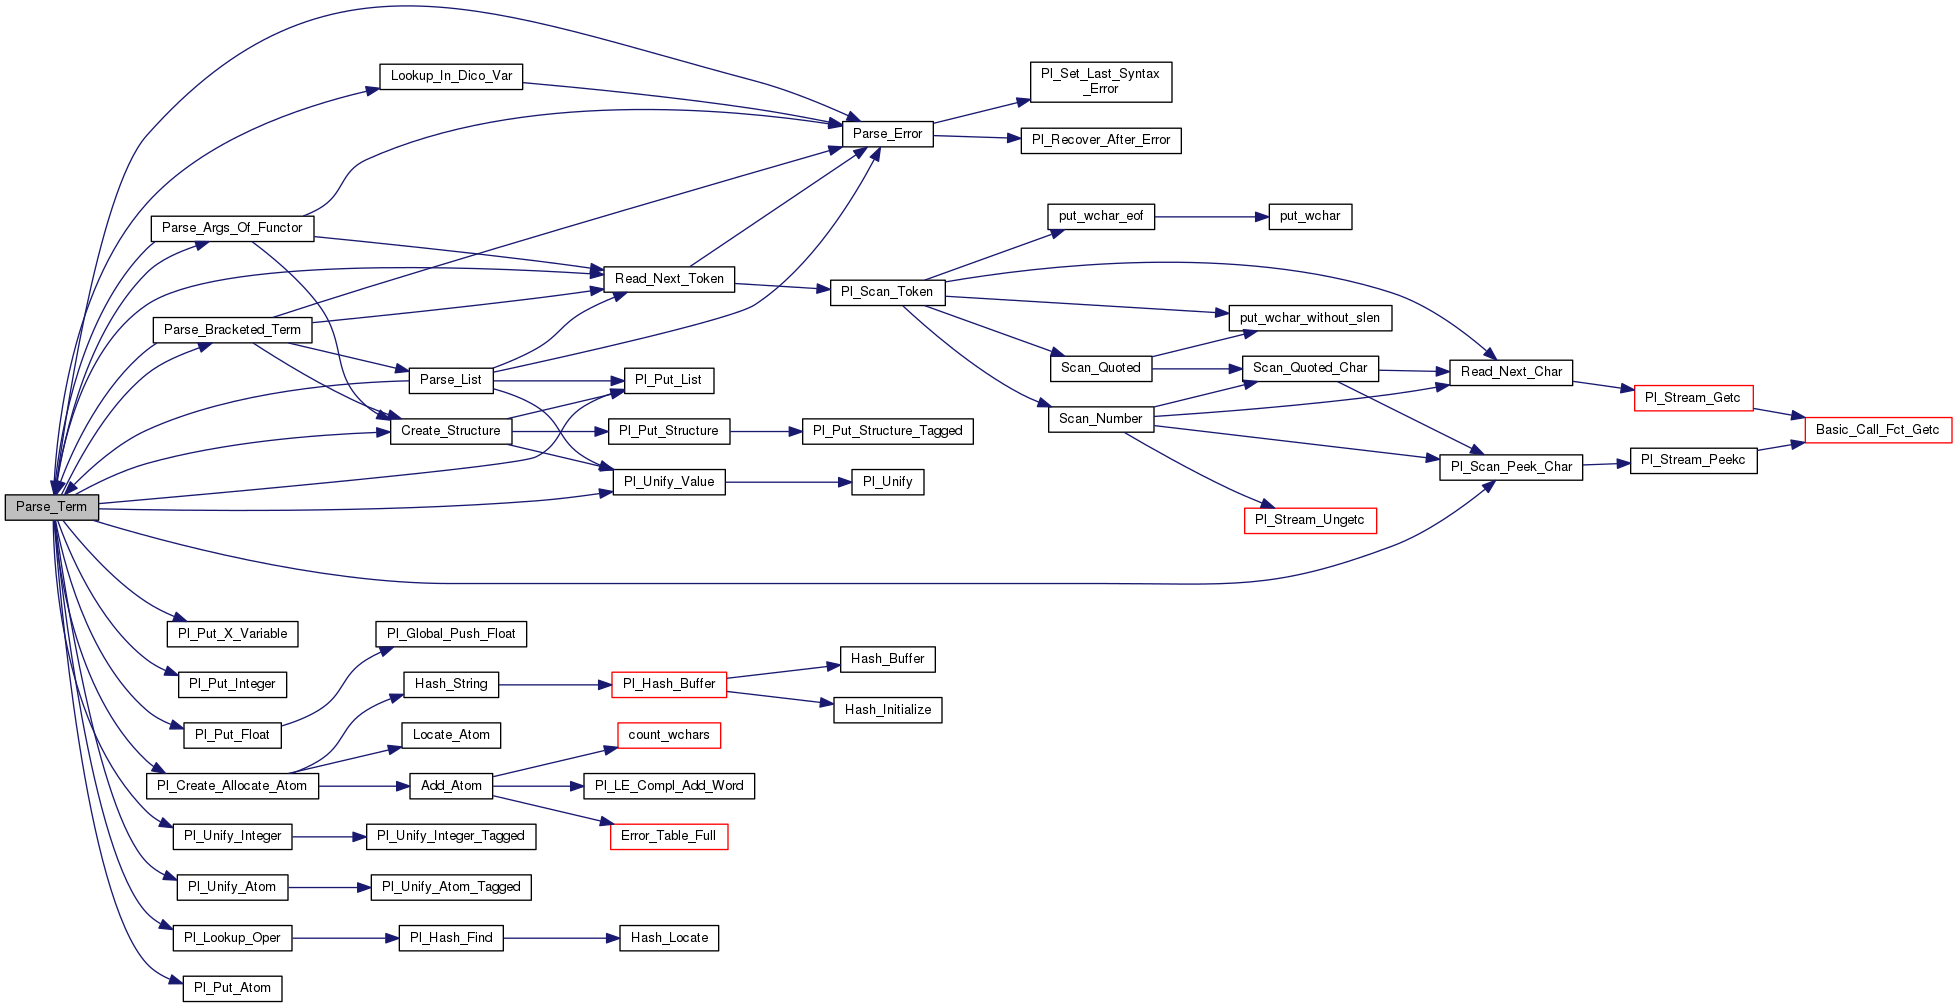 Lookup_In_Dico_Var
Pl_Set_Last_Syntax
_Error
Parse_Error
Pl_Recover_After_Error
Parse_Args_Of_Functor
put_wchar_eof
put_wchar
Read_Next_Token
Pl_Scan_Token
put_wchar_without_slen
Parse_Bracketed_Term
Scan_Quoted
Scan_Quoted_Char
Read_Next_Char
Parse_List
Pl_Put_List
Pl_Stream_Getc
Scan_Number
Create_Structure
Pl_Put_Structure
Pl_Put_Structure_Tagged
Basic_Call_Fct_Getc
Pl_Scan_Peek_Char
Pl_Stream_Peekc
Pl_Unify_Value
Pl_Unify
Parse_Term
Pl_Stream_Ungetc
Pl_Put_X_Variable
Pl_Global_Push_Float
Pl_Put_Integer
Hash_String
Pl_Hash_Buffer
Hash_Buffer
Hash_Initialize
Pl_Put_Float
Locate_Atom
count_wchars
Pl_Create_Allocate_Atom
Add_Atom
Pl_LE_Compl_Add_Word
Pl_Unify_Integer
Pl_Unify_Integer_Tagged
Error_Table_Full
Pl_Unify_Atom
Pl_Unify_Atom_Tagged
Pl_Lookup_Oper
Pl_Hash_Find
Hash_Locate
Pl_Put_Atom